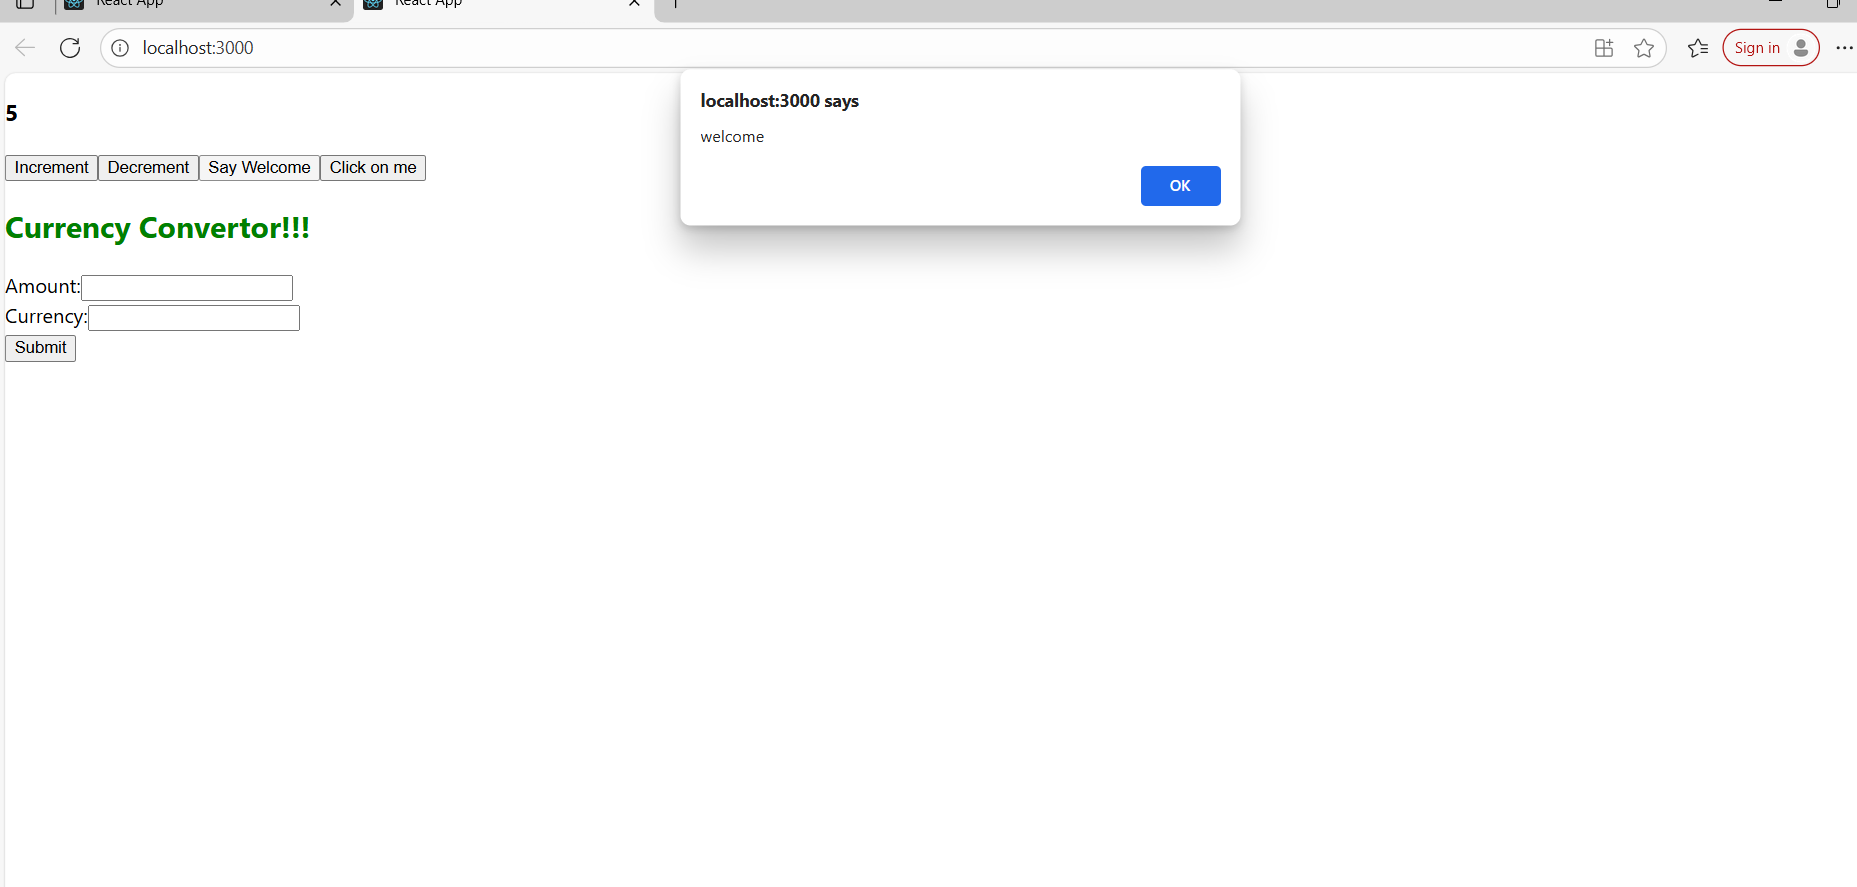 React App React App
localhost:3000 Sign in
localhost:3000 says
welcome
OK
5
Increment Decrement Say Welcome Click on me
Currency Convertor!!!
Amount:
Currency:
Submit